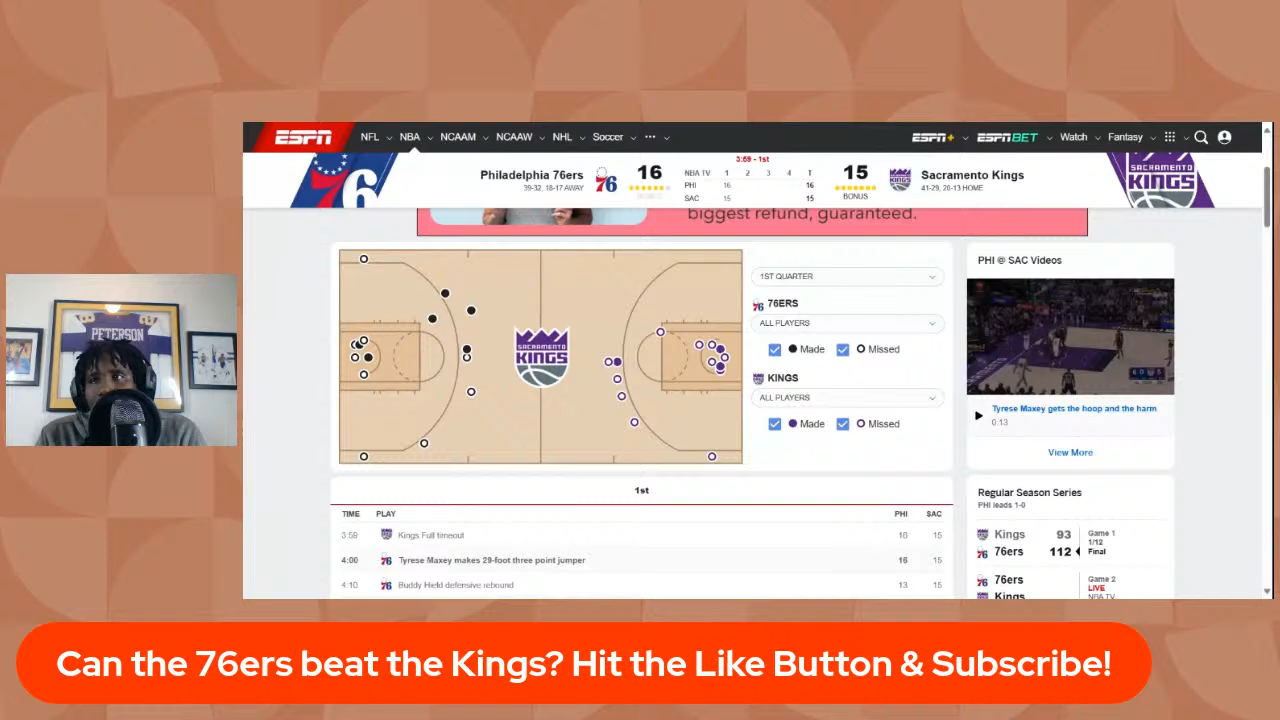 ESPN NFL NBA NCAAM NCAAW NHL Soccer ESPN+ ESPN BET Watch Fantasy
3:59 - 1st
Philadelphia 76ers
39-32, 18-17 AWAY
76
16
NBA TV 1 2 3 4 T
PHI 16 16
SAC 15 15
15
BONUS
SACRAMENTO KINGS
Sacramento Kings
41-29, 20-13 HOME
biggest refund, guaranteed.
SACRAMENTO
KINGS
1ST QUARTER
76ERS
ALL PLAYERS
Made Missed
KINGS
ALL PLAYERS
Made Missed
PHI @ SAC Videos
Tyrese Maxey gets the hoop and the harm
0:13
View More
PETERSON
1st
TIME PLAY PHI SAC
3:59 Kings Full timeout 16 15
4:00 Tyrese Maxey makes 29-foot three point jumper 16 15
4:10 Buddy Hield defensive rebound 13 15
Regular Season Series
PHI leads 1-0
Kings 93
76ers 112
Game 1
1/12
Final
76ers
Kings
Game 2
LIVE
NBA TV
Can the 76ers beat the Kings? Hit the Like Button & Subscribe!